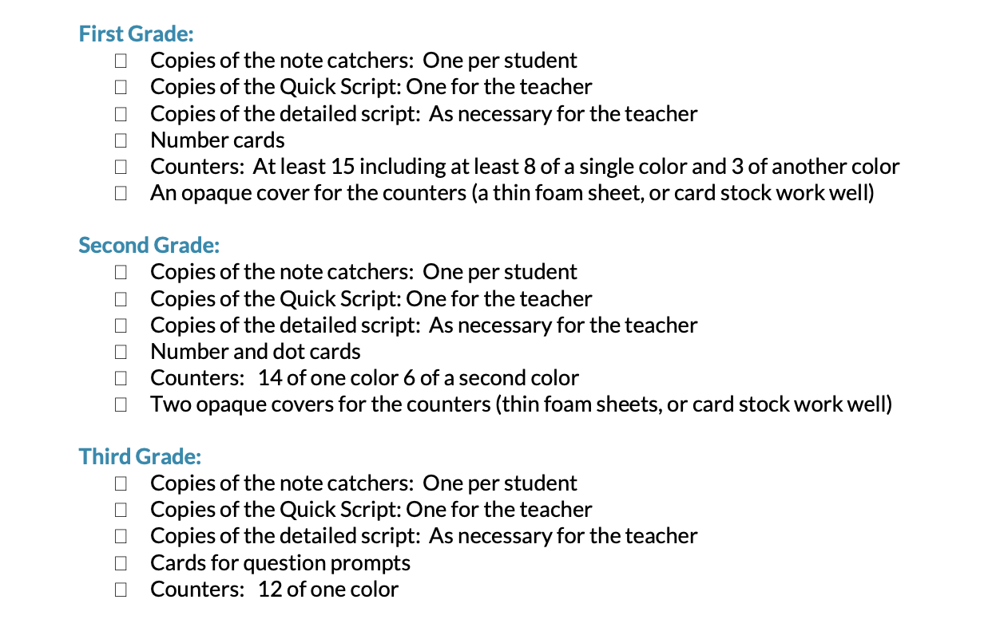 First Grade:
☐ Copies of the note catchers:  One per student
☐ Copies of the Quick Script: One for the teacher
☐ Copies of the detailed script:  As necessary for the teacher
☐ Number cards
☐ Counters:  At least 15 including at least 8 of a single color and 3 of another color
☐ An opaque cover for the counters (a thin foam sheet, or card stock work well)
Second Grade:
☐ Copies of the note catchers:  One per student
☐ Copies of the Quick Script: One for the teacher
☐ Copies of the detailed script:  As necessary for the teacher
☐ Number and dot cards
☐ Counters:   14 of one color 6 of a second color
☐ Two opaque covers for the counters (thin foam sheets, or card stock work well)
Third Grade:
☐ Copies of the note catchers:  One per student
☐ Copies of the Quick Script: One for the teacher
☐ Copies of the detailed script:  As necessary for the teacher
☐ Cards for question prompts
☐ Counters:   12 of one color